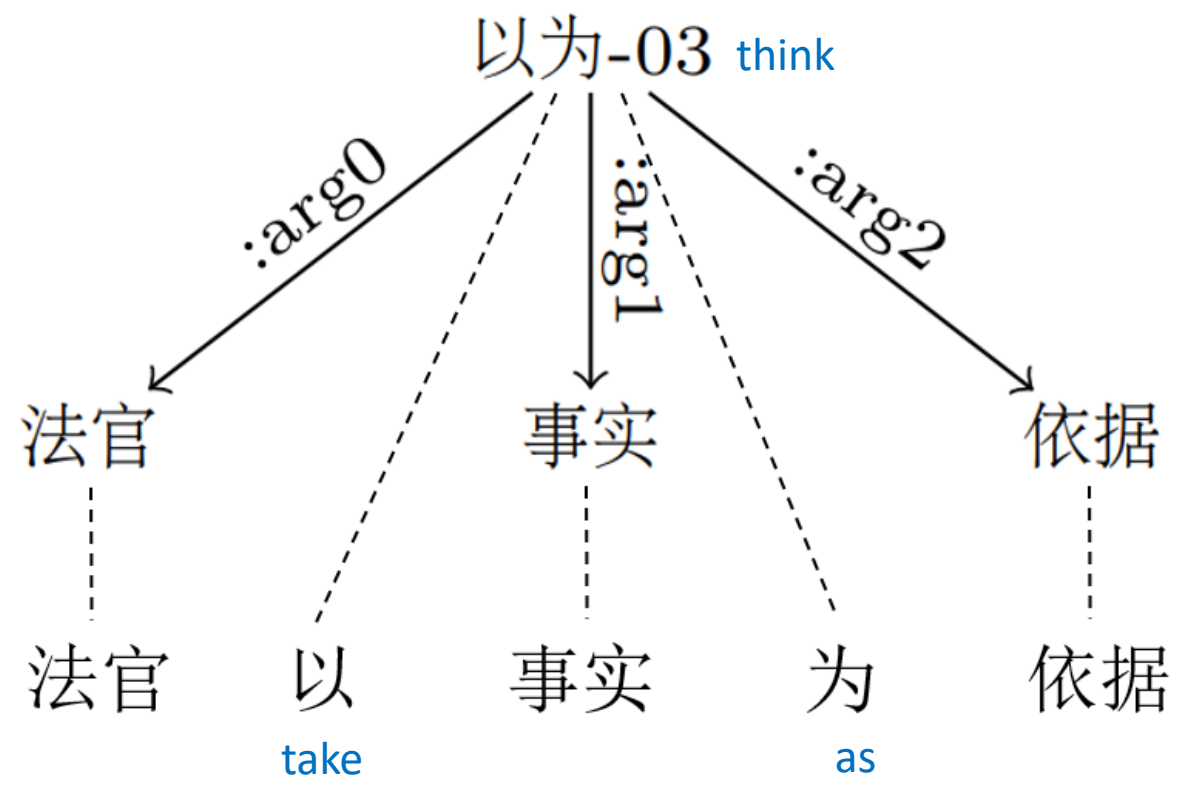 以为-03 think
:arg0 :arg1 :arg2
法官 事实 依据
法官 以 事实 为 依据
take as